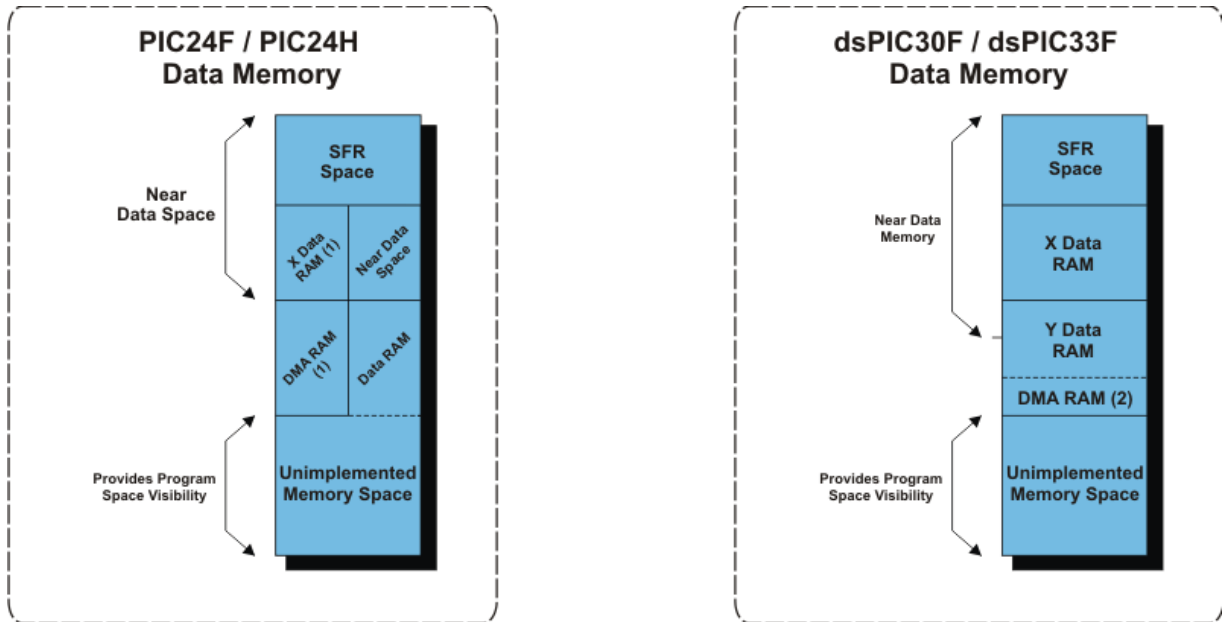 PIC24F / PIC24H
Data Memory
SFR
Space
Near
Data Space
X Data
RAM (1)
Near Data
Space
DMA RAM
(1)
Data RAM
Provides Program
Space Visibility
Unimplemented
Memory Space
dsPIC30F / dsPIC33F
Data Memory
SFR
Space
Near Data
Memory
X Data
RAM
Y Data
RAM
DMA RAM (2)
Provides Program
Space Visibility
Unimplemented
Memory Space